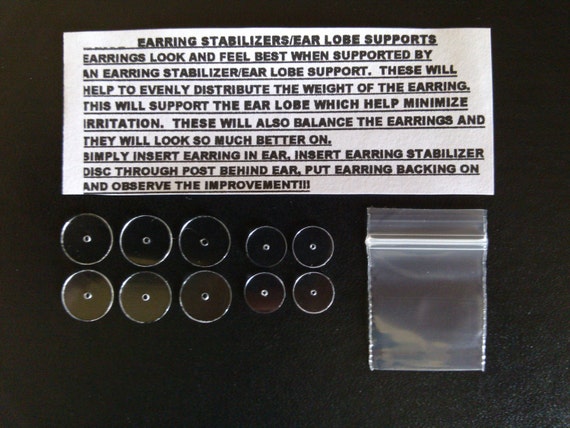 EARRING STABILIZERS/EAR LOBE SUPPORTS
EARRINGS LOOK AND FEEL BEST WHEN SUPPORTED BY
AN EARRING STABILIZER/EAR LOBE SUPPORT. THESE WILL
HELP TO EVENLY DISTRIBUTE THE WEIGHT OF THE EARRING.
THIS WILL SUPPORT THE EAR LOBE WHICH HELP MINIMIZE
IRRITATION. THESE WILL ALSO BALANCE THE EARRINGS AND
THEY WILL LOOK SO MUCH BETTER ON.
SIMPLY INSERT EARRING IN EAR, INSERT EARRING STABILIZER
DISC THROUGH POST BEHIND EAR, PUT EARRING BACKING ON
AND OBSERVE THE IMPROVEMENT!!!